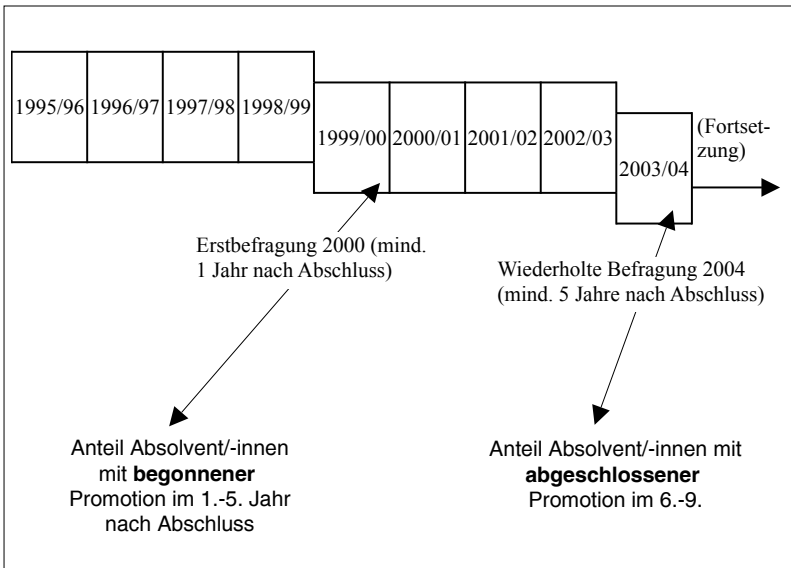 1995/96 1996/97 1997/98 1998/99
1999/00 2000/01 2001/02 2002/03
2003/04
(Fortset-
zung)
Erstbefragung 2000 (mind.
1 Jahr nach Abschluss)
Wiederholte Befragung 2004
(mind. 5 Jahre nach Abschluss)
Anteil Absolvent/-innen
mit begonnener
Promotion im 1.-5. Jahr
nach Abschluss
Anteil Absolvent/-innen mit
abgeschlossener
Promotion im 6.-9.